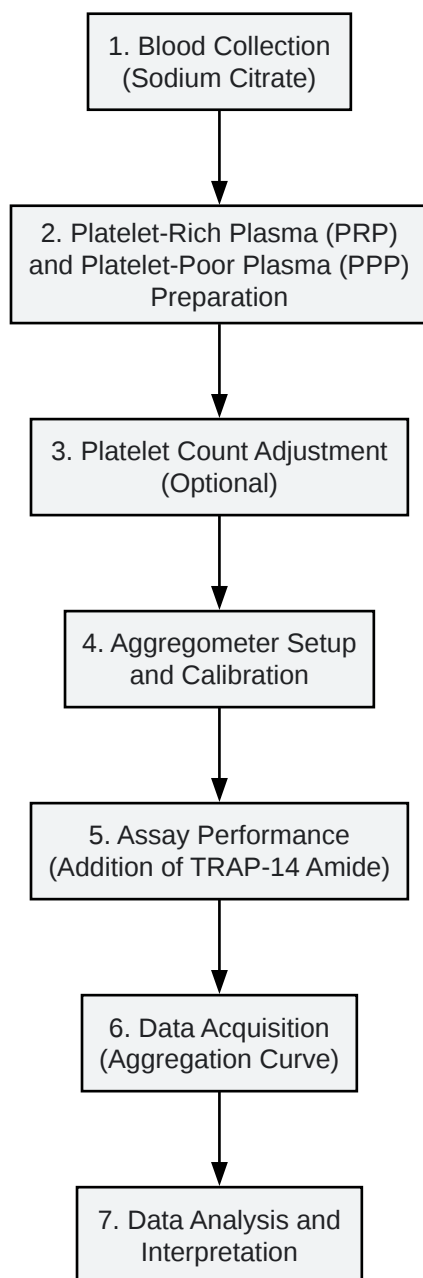 1. Blood Collection
(Sodium Citrate)
2. Platelet-Rich Plasma (PRP)
and Platelet-Poor Plasma (PPP)
Preparation
3. Platelet Count Adjustment
(Optional)
4. Aggregometer Setup
and Calibration
5. Assay Performance
(Addition of TRAP-14 Amide)
6. Data Acquisition
(Aggregation Curve)
7. Data Analysis and
Interpretation